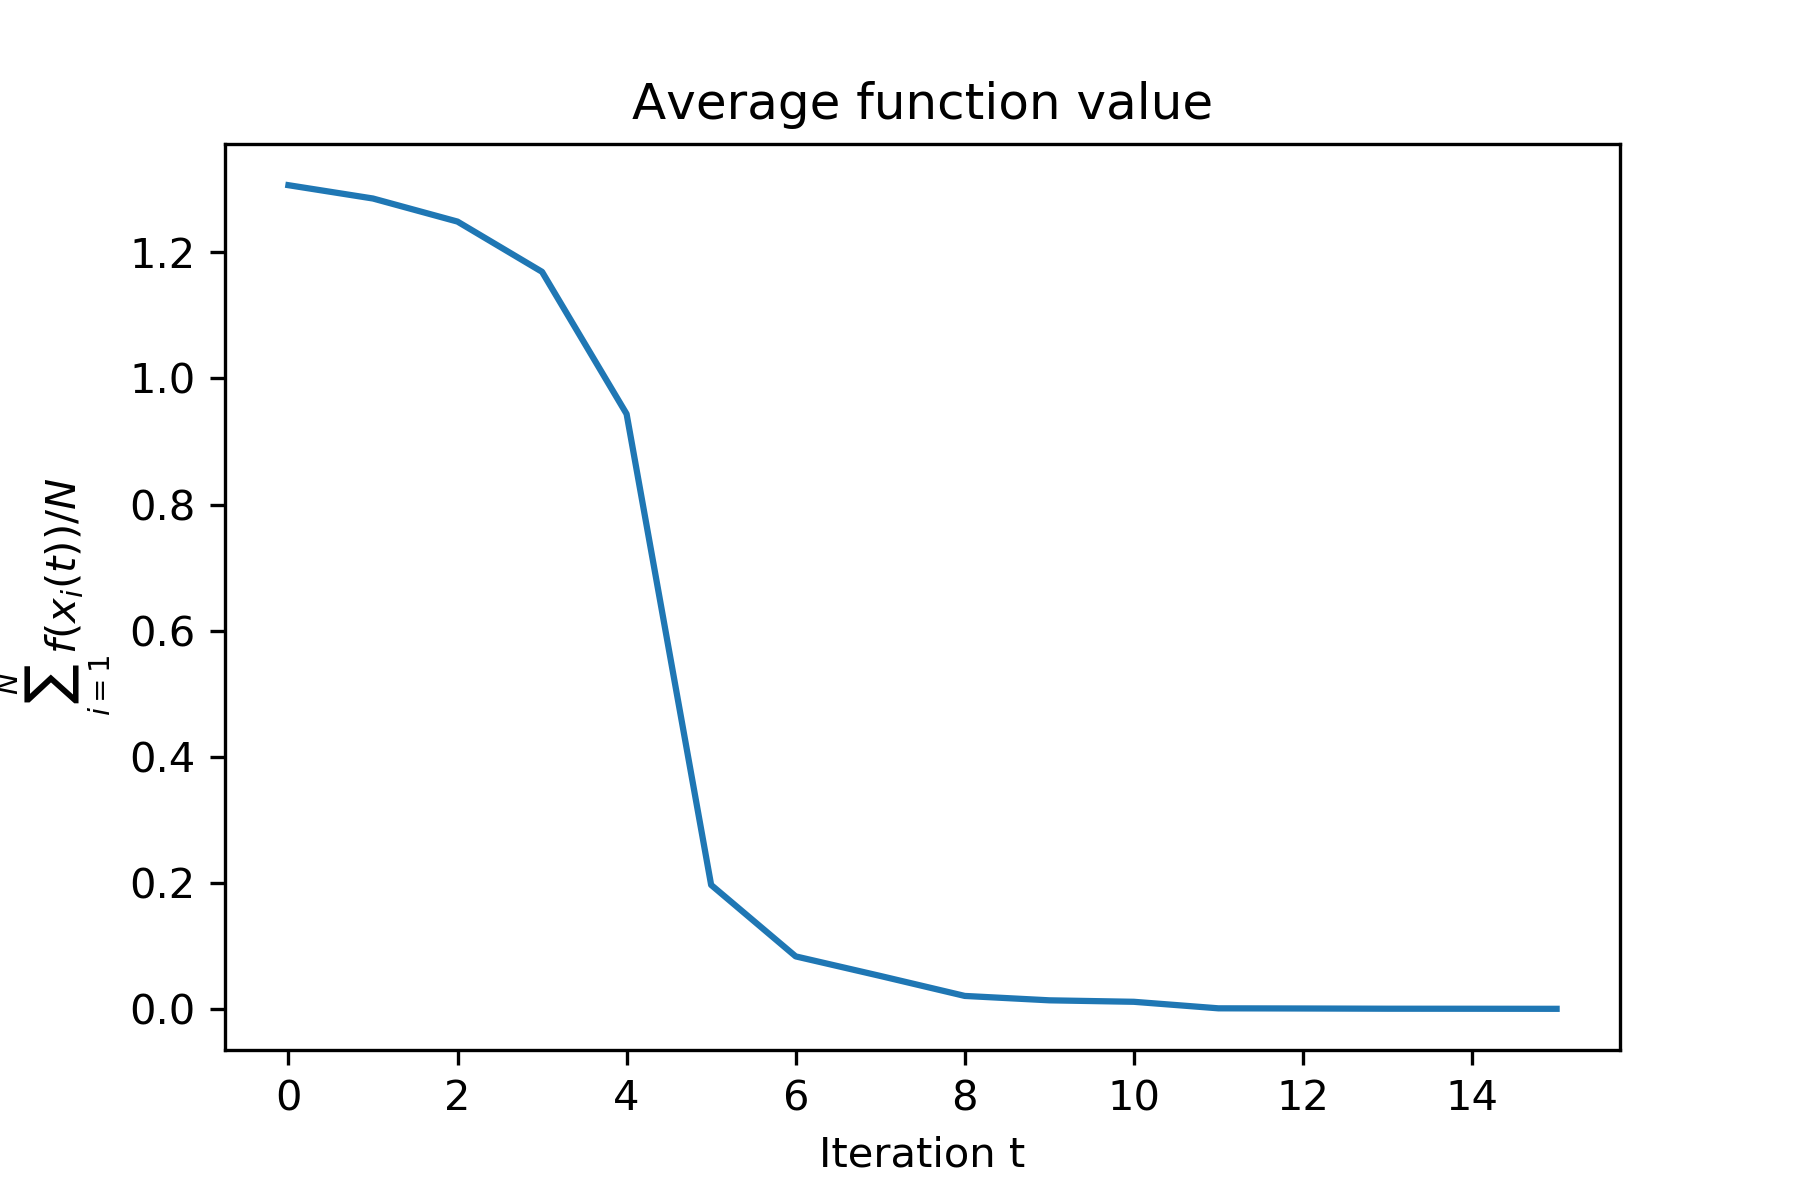 Average function value
1.2
1.0
0.8
0.6
0.4
0.2
0.0
N
∑ f(x_i(t))/N
i = 1
0 2 4 6 8 10 12 14
Iteration t